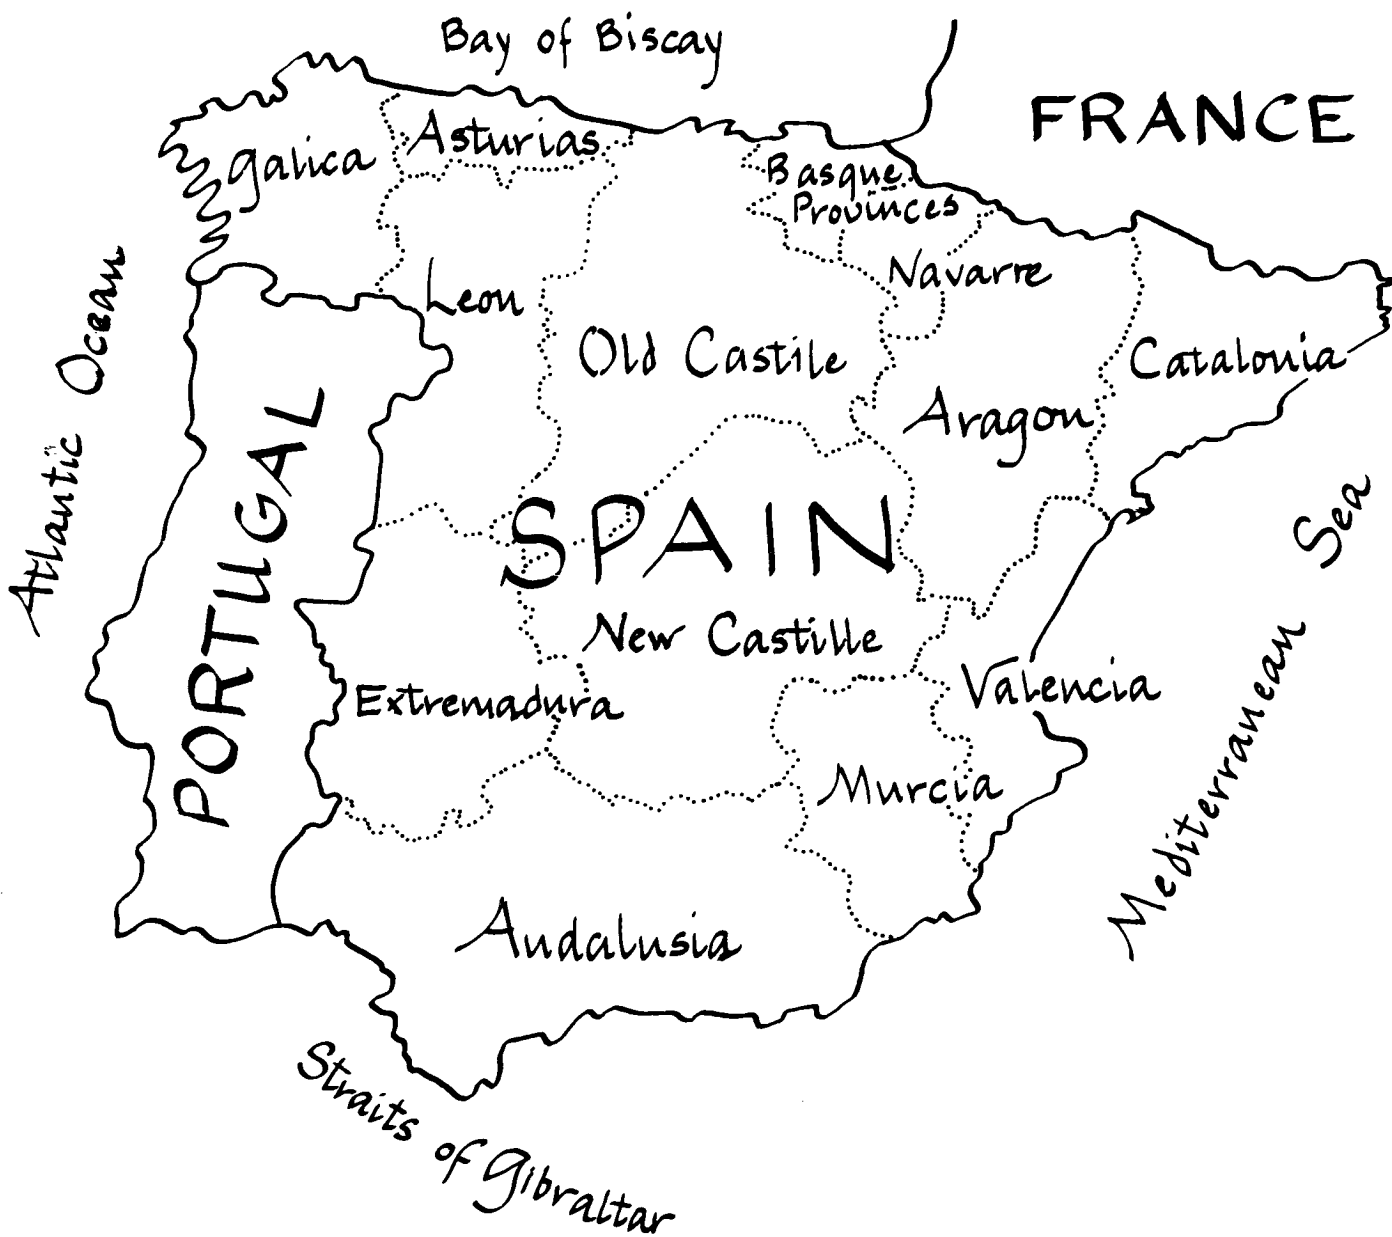 Bay of Biscay
FRANCE
Asturias
Galica
Basque
Provinces
Navarre
Leon
Old Castile
Catalonia
Aragon
Atlantic Ocean
PORTUGAL
SPAIN
New Castille
Valencia
Extremadura
Murcia
Mediterranean Sea
Andalusia
Straits of Gibraltar